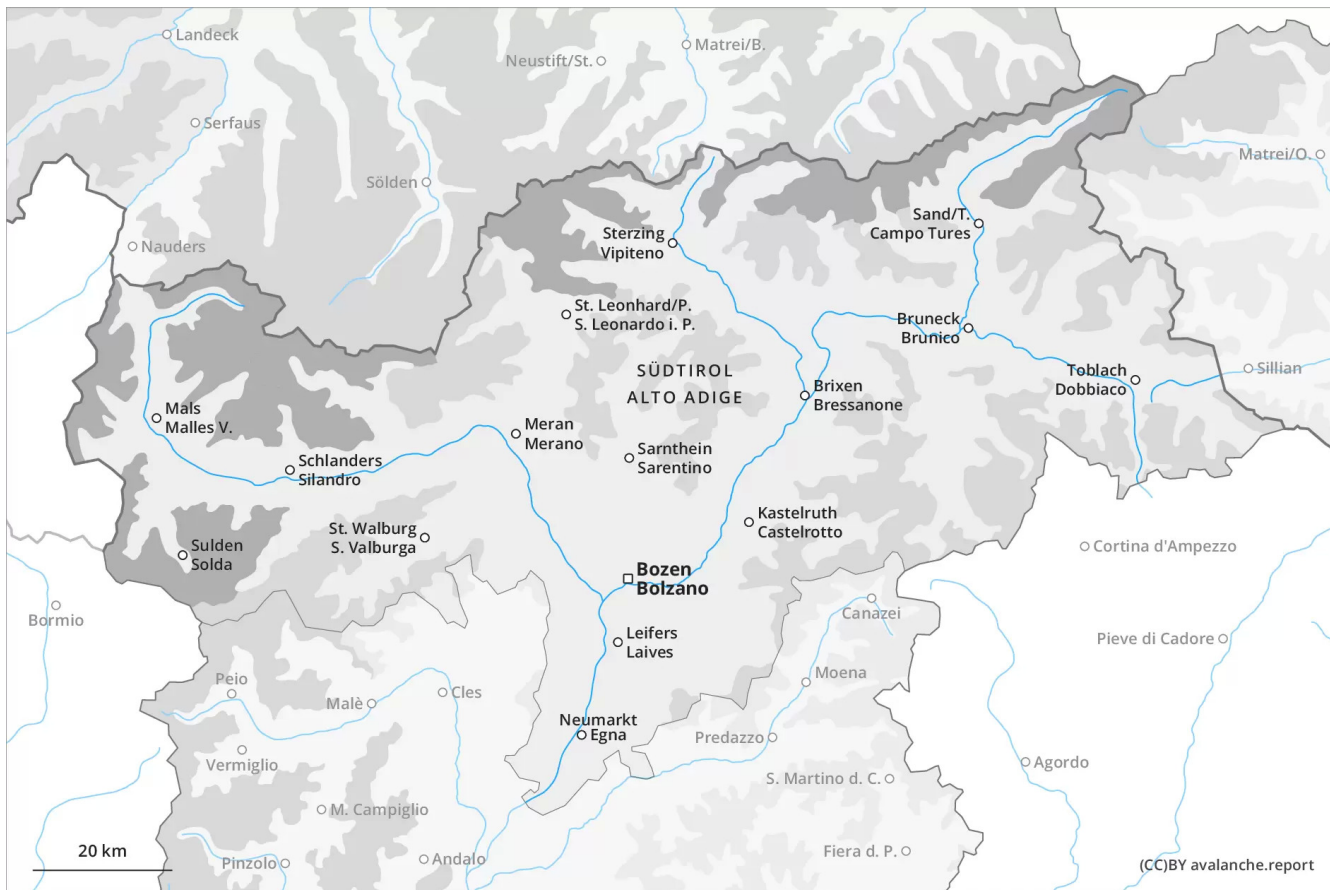 Landeck
Matrei/B.
Neustift/St.
Serfaus
Matrei/O.
Sölden
Sand/T.
Campo Tures
Sterzing
Vipiteno
Nauders
St. Leonhard/P.
S. Leonardo i. P.
Bruneck
Brunico
SÜDTIROL
ALTO ADIGE
Toblach
Dobbiaco
Sillian
Brixen
Bressanone
Mals
Malles V.
Meran
Merano
Sarnthein
Sarentino
Schlanders
Silandro
Kastelruth
Castelrotto
St. Walburg
S. Valburga
Sulden
Solda
Cortina d'Ampezzo
Bozen
Bolzano
Bormio
Canazei
Leifers
Laives
Pieve di Cadore
Peio
Moena
Malè
Cles
Neumarkt
Egna
Predazzo
Vermiglio
Agordo
S. Martino d. C.
M. Campiglio
20 km
Pinzolo
Andalo
Fiera d. P.
(CC)BY avalanche.report